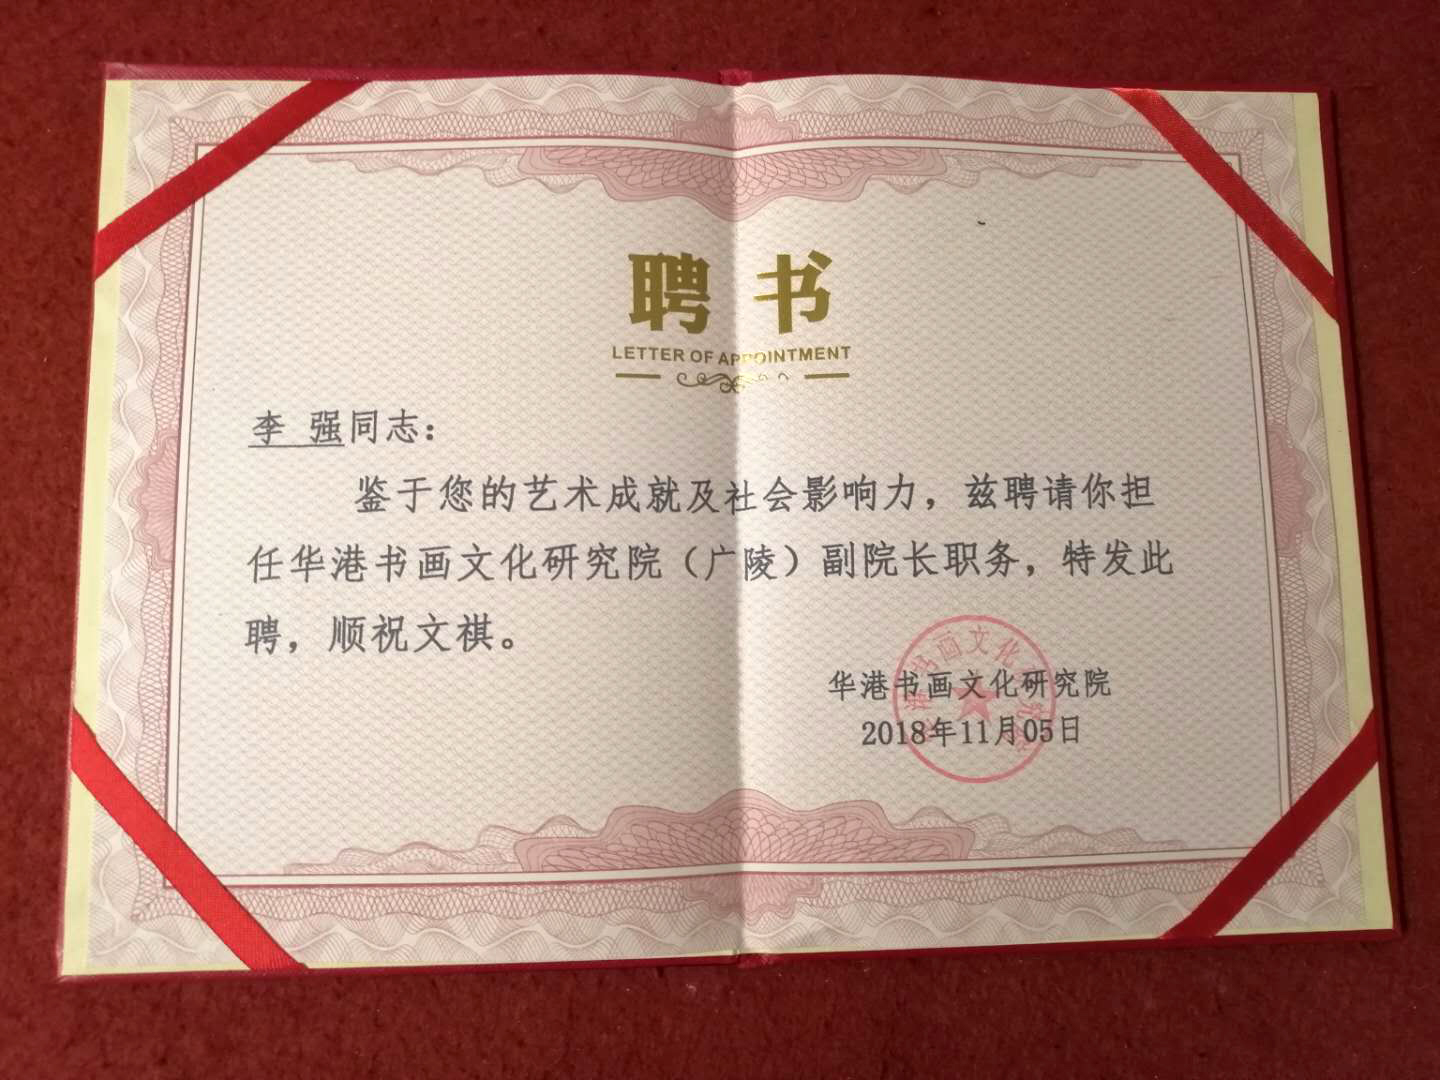 聘书
LETTER OF APPOINTMENT
李 强同志：
鉴于您的艺术成就及社会影响力，兹聘请你担
任华港书画文化研究院（广陵）副院长职务，特发此
聘，顺祝文祺。
华港书画文化研究院
2018年11月05日